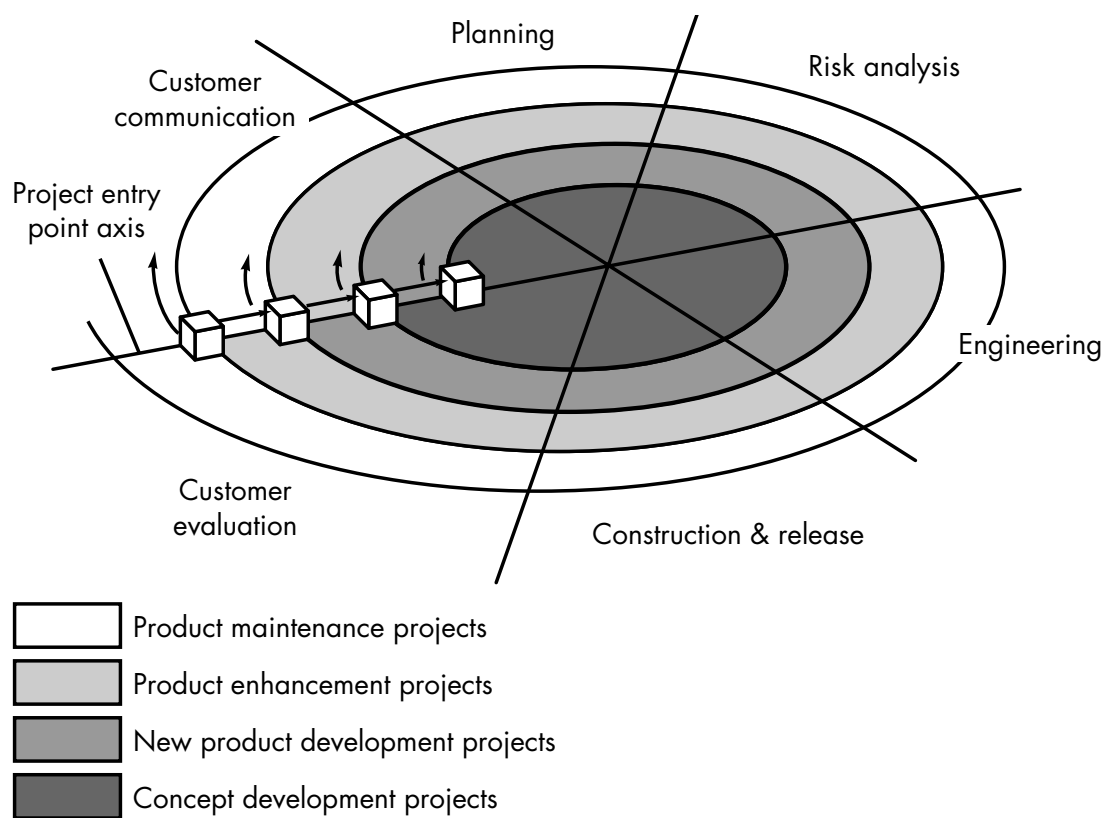 Planning
Risk analysis
Customer
communication
Project entry
point axis
Engineering
Customer
evaluation
Construction & release
Product maintenance projects
Product enhancement projects
New product development projects
Concept development projects